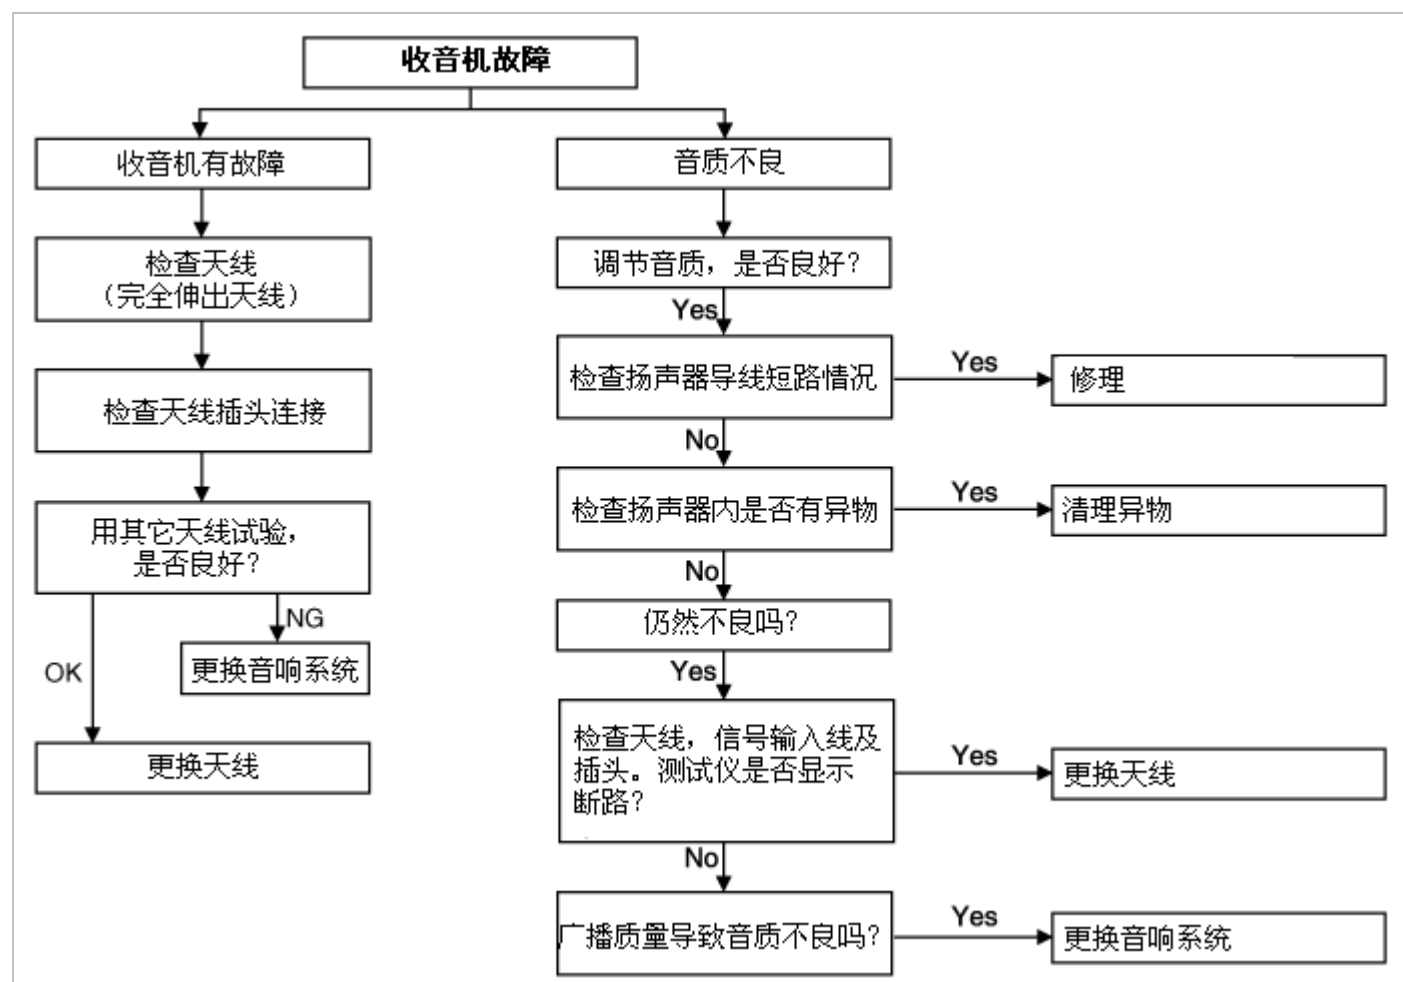 收音机故障
收音机有故障
检查天线
（完全伸出天线）
检查天线插头连接
用其它天线试验，
是否良好？
NG
更换音响系统
OK
更换天线
音质不良
调节音质，是否良好？
Yes
检查扬声器导线短路情况
Yes
修理
No
检查扬声器内是否有异物
Yes
清理异物
No
仍然不良吗？
Yes
检查天线，信号输入线及
插头。测试仪是否显示
断路？
Yes
更换天线
No
广播质量导致音质不良吗？
Yes
更换音响系统